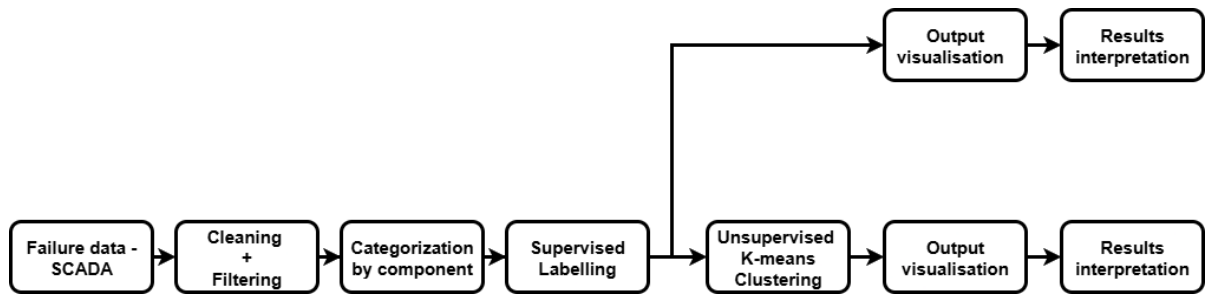 Output
visualisation
Results
interpretation
Failure data -
SCADA
Cleaning
+
Filtering
Categorization
by component
Supervised
Labelling
Unsupervised
K-means
Clustering
Output
visualisation
Results
interpretation